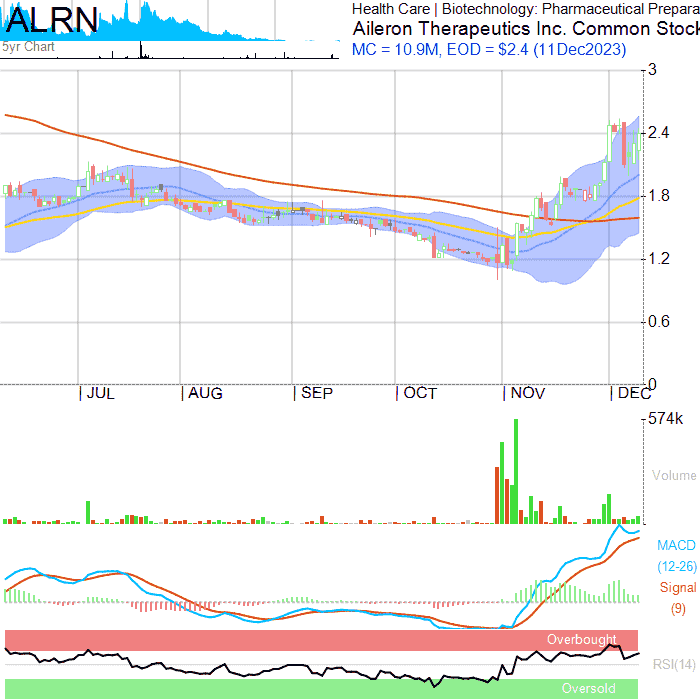 ALRN
5yr Chart
Health Care | Biotechnology: Pharmaceutical Prepara
Aileron Therapeutics Inc. Common Stock
MC = 10.9M, EOD = $2.4 (11Dec2023)
3
2.4
1.8
1.2
0.6
0
JUL AUG SEP OCT NOV DEC
574k
Volume
MACD
(12-26)
Signal
(9)
Overbought
RSI(14)
Oversold